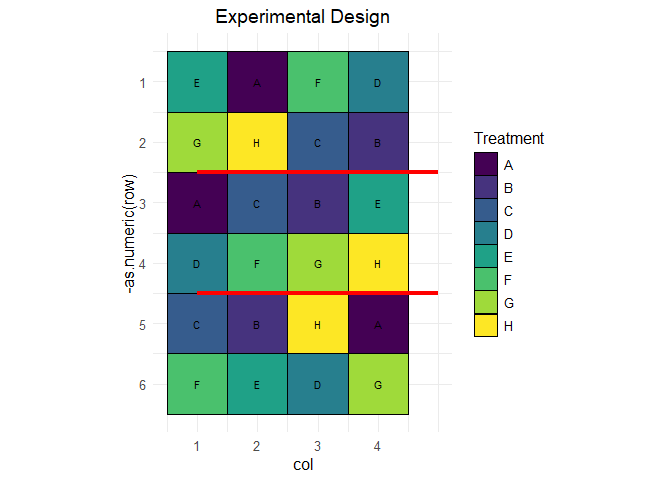 Experimental Design
-as.numeric(row)
1 E A F D
2 G H C B
3 A C B E
4 D F G H
5 C B H A
6 F E D G
1 2 3 4
col
Treatment
A
B
C
D
E
F
G
H